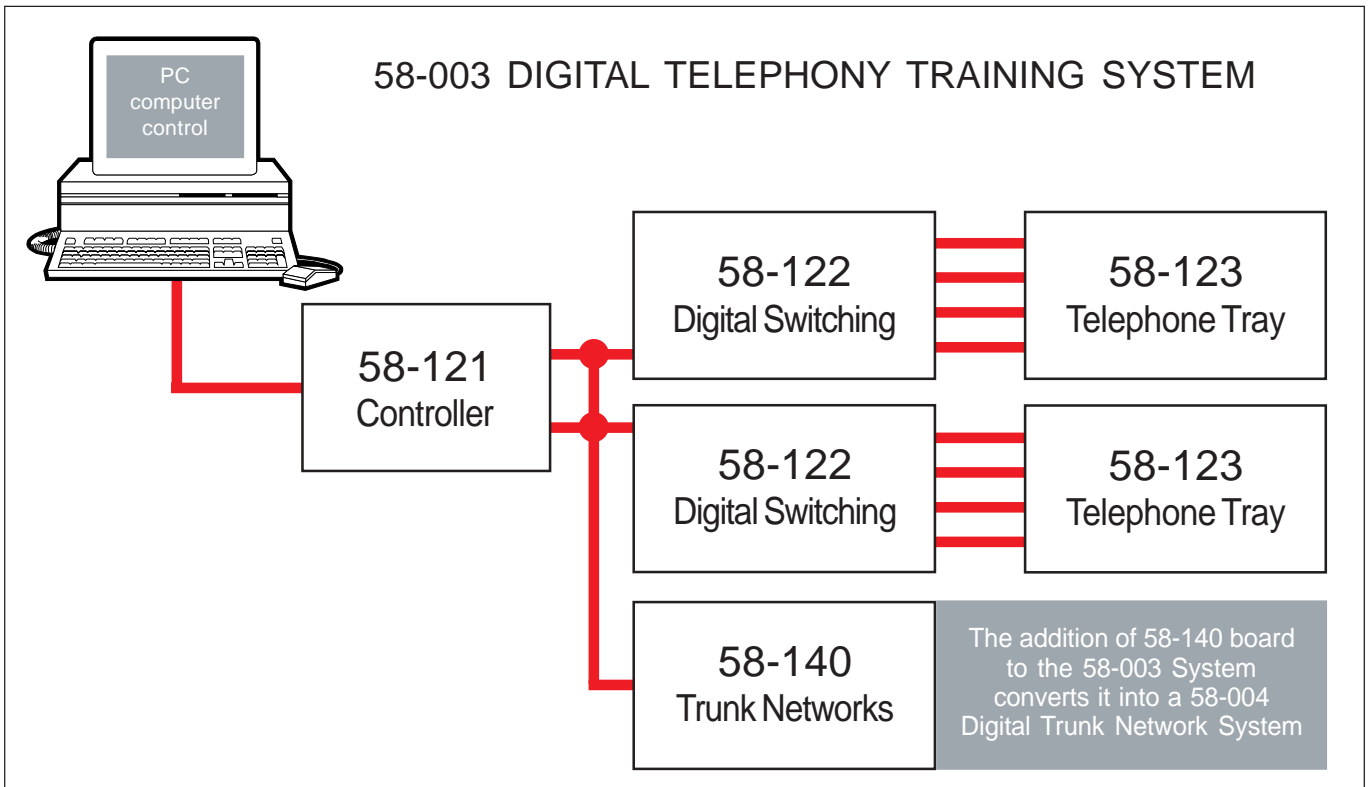 PC
computer
control
58-003 DIGITAL TELEPHONY TRAINING SYSTEM
58-121
Controller
58-122
Digital Switching
58-123
Telephone Tray
58-122
Digital Switching
58-123
Telephone Tray
58-140
Trunk Networks
The addition of 58-140 board
to the 58-003 System
converts it into a 58-004
Digital Trunk Network System